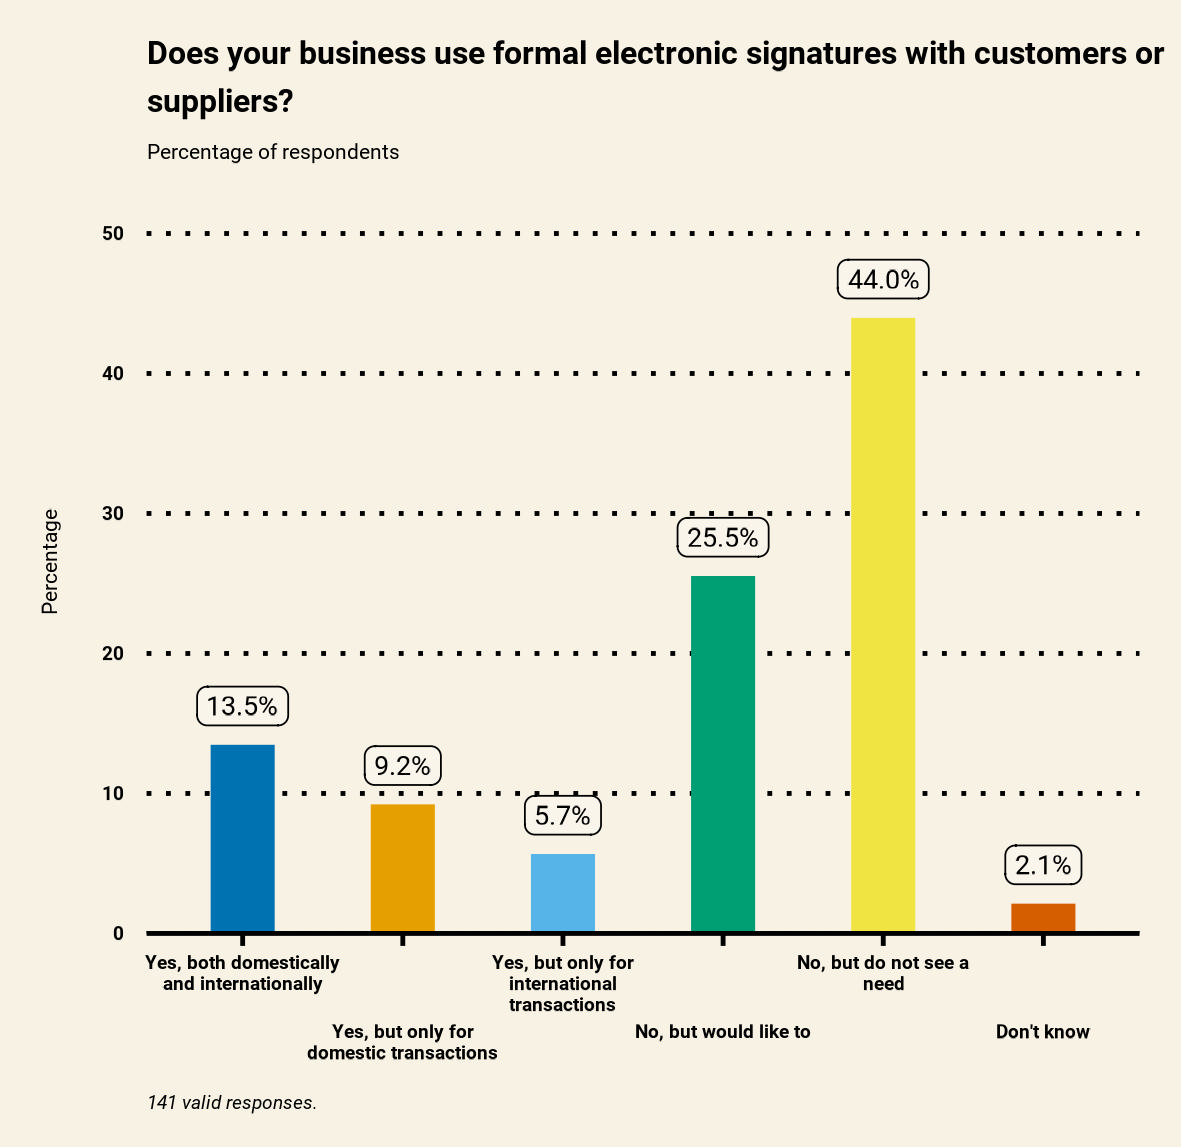 Does your business use formal electronic signatures with customers or
suppliers?
Percentage of respondents
Percentage
50
40
30
20
10
0
13.5%
9.2%
5.7%
25.5%
44.0%
2.1%
Yes, both domestically
and internationally
Yes, but only for
domestic transactions
Yes, but only for
international
transactions
No, but would like to
No, but do not see a
need
Don't know
141 valid responses.